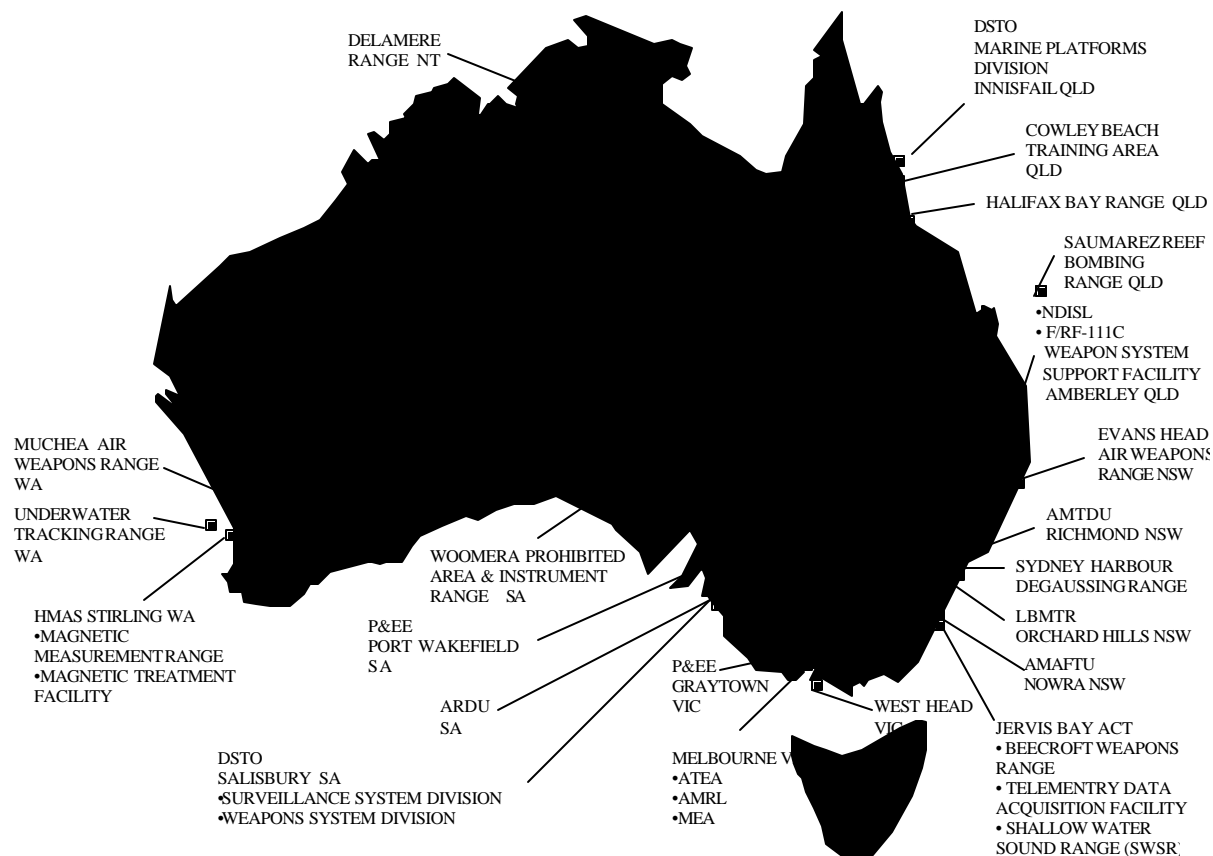 DELAMERE
RANGE NT
DSTO
MARINE PLATFORMS
DIVISION
INNISFAIL QLD
COWLEY BEACH
TRAINING AREA
QLD
HALIFAX BAY RANGE QLD
SAUMAREZ REEF
BOMBING
RANGE QLD
•NDISL
• F/RF-111C
WEAPON SYSTEM
SUPPORT FACILITY
AMBERLEY QLD
EVANS HEAD
AIR WEAPONS
RANGE NSW
AMTDU
RICHMOND NSW
SYDNEY HARBOUR
DEGAUSSING RANGE
LBMTR
ORCHARD HILLS NSW
AMAFTU
NOWRA NSW
JERVIS BAY ACT
• BEECROFT WEAPONS
RANGE
• TELEMENTRY DATA
ACQUISITION FACILITY
• SHALLOW WATER
SOUND RANGE (SWSR)
MUCHEA AIR
WEAPONS RANGE
WA
UNDERWATER
TRACKING RANGE
WA
HMAS STIRLING WA
•MAGNETIC
MEASUREMENT RANGE
•MAGNETIC TREATMENT
FACILITY
WOOMERA PROHIBITED
AREA & INSTRUMENT
RANGE SA
P&EE
PORT WAKEFIELD
SA
ARDU
SA
DSTO
SALISBURY SA
•SURVEILLANCE SYSTEM DIVISION
•WEAPONS SYSTEM DIVISION
P&EE
GRAYTOWN
VIC
WEST HEAD
VIC
MELBOURNE V
•ATEA
•AMRL
•MEA